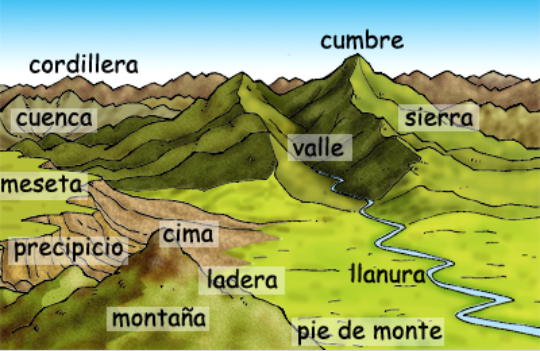 cumbre
cordillera
cuenca
sierra
valle
meseta
cima
precipicio
ladera
llanura
montaña
pie de monte